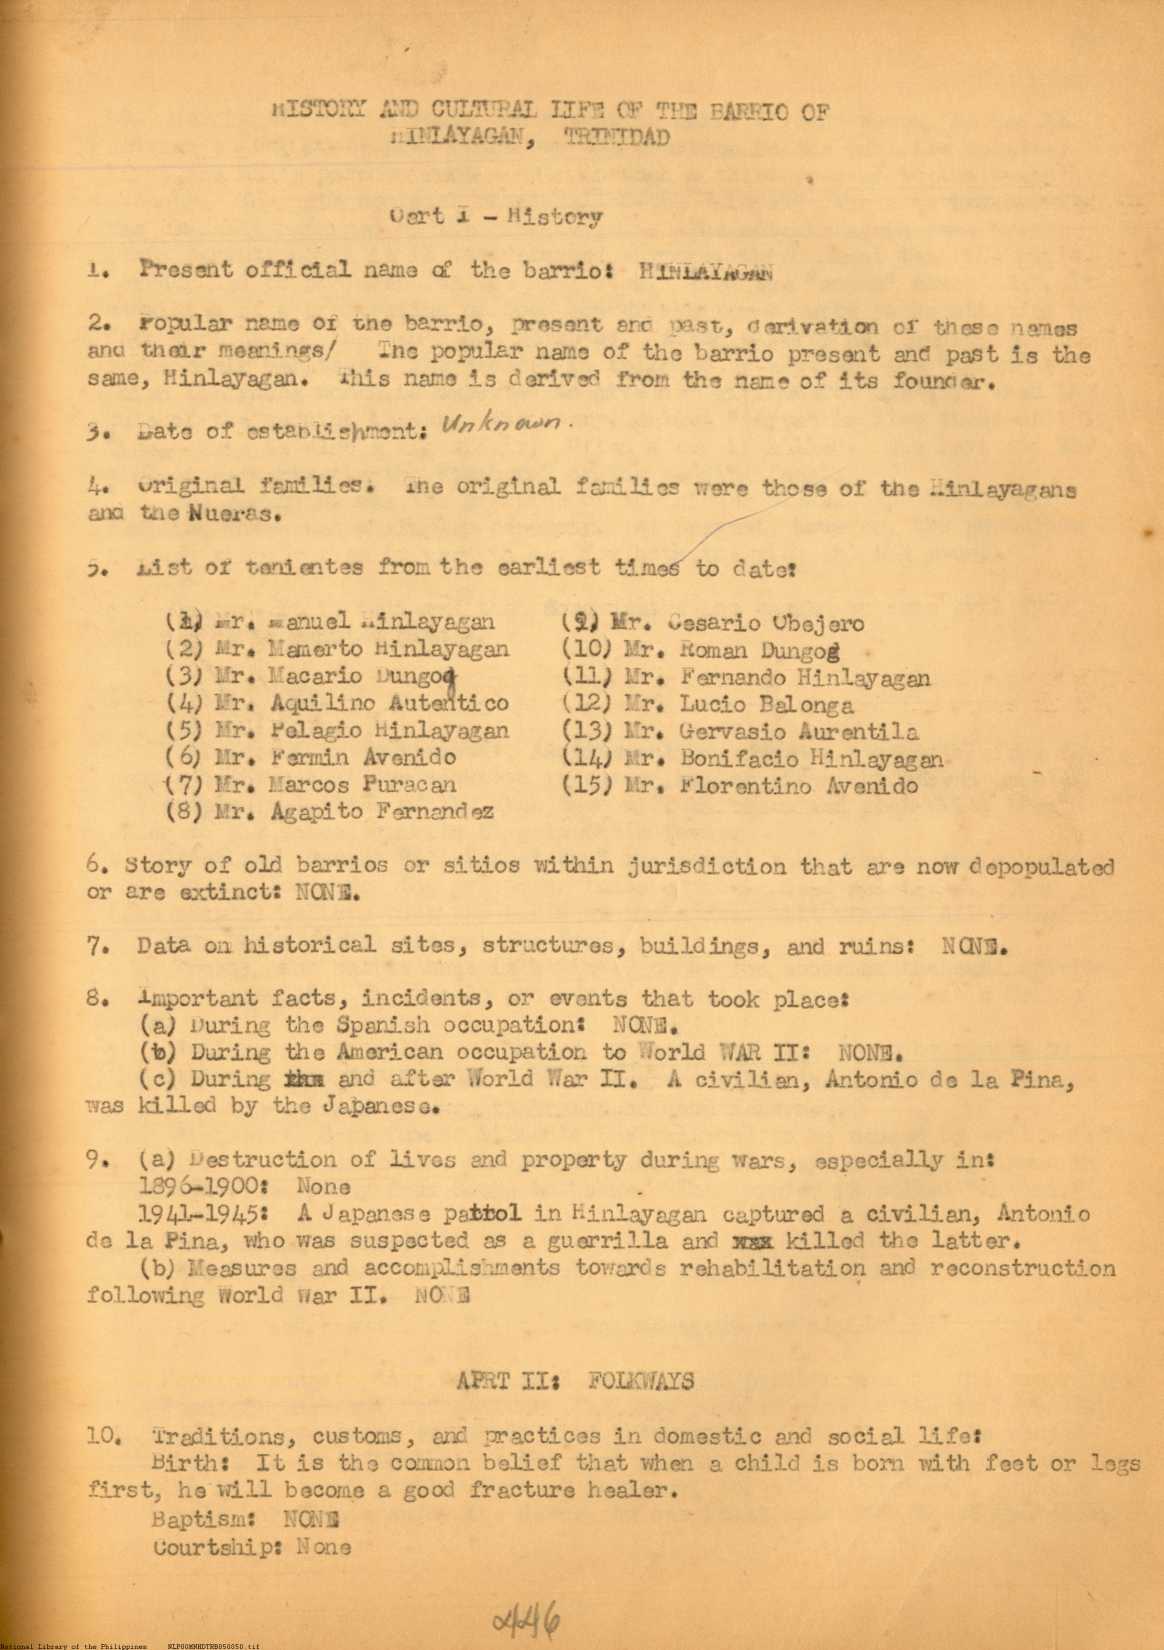 HISTORY AND CULTURAL LIFE OF THE BARRIO OF
HINLAYAGAN, TRINIDAD
Part I - History
1. Present official name of the barrio: HINLAYAGAN
2. Popular name of the barrio, present and past, derivation of these names
and their meanings/ The popular name of the barrio present and past is the
same, Hinlayagan. This name is derived from the name of its founder.
3. Date of establishment: Unknown.
4. Original families. The original families were those of the Hinlayagans
and the Nueras.
5. List of tenientes from the earliest times to date:
(1) Mr. Manuel Hinlayagan (9) Mr. Cesario Obejero
(2) Mr. Mamerto Hinlayagan (10) Mr. Roman Dungog
(3) Mr. Macario Dungog (11) Mr. Fernando Hinlayagan
(4) Mr. Aquilino Autentico (12) Mr. Lucio Balonga
(5) Mr. Pelagio Hinlayagan (13) Mr. Gervasio Aurentila
(6) Mr. Fermin Avenido (14) Mr. Bonifacio Hinlayagan
(7) Mr. Marcos Puracan (15) Mr. Florentino Avenido
(8) Mr. Agapito Fernandez
6. Story of old barrios or sitios within jurisdiction that are now depopulated
or are extinct: NONE.
7. Data on historical sites, structures, buildings, and ruins: NONE.
8. Important facts, incidents, or events that took place:
(a) During the Spanish occupation: NONE.
(b) During the American occupation to World WAR II: NONE.
(c) During and after World War II. A civilian, Antonio de la Pina,
was killed by the Japanese.
9. (a) Destruction of lives and property during wars, especially in:
1896-1900: None
1941-1945: A Japanese pattol in Hinlayagan captured a civilian, Antonio
de la Pina, who was suspected as a guerrilla and killed the latter.
(b) Measures and accomplishments towards rehabilitation and reconstruction
following World War II. NONE
APRT II: FOLKWAYS
10. Traditions, customs, and practices in domestic and social life:
Birth: It is the common belief that when a child is born with feet or legs
first, he will become a good fracture healer.
Baptism: NONE
Courtship: None
446
National Library of the Philippines NLPOOMNHDTRB050050.tif